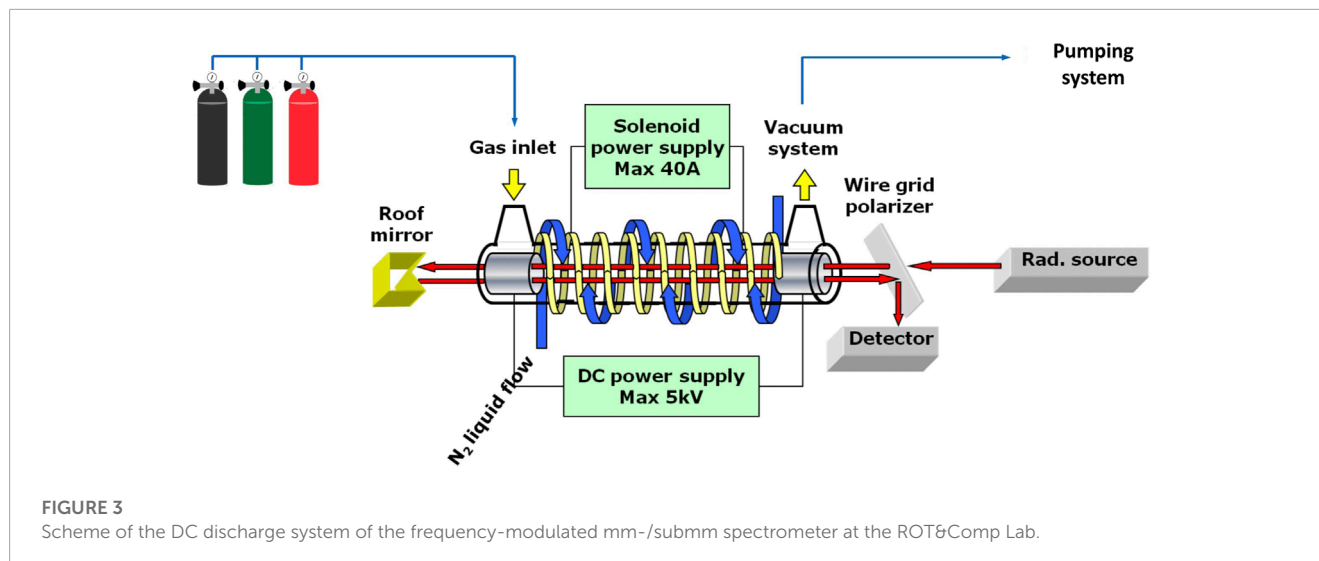 Pumping
system
Solenoid
power supply
Max 40A
Gas inlet
Vacuum
system
Wire grid
polarizer
Roof
mirror
Rad. source
Detector
DC power supply
Max 5kV
N₂ liquid flow
FIGURE 3
Scheme of the DC discharge system of the frequency-modulated mm-/submm spectrometer at the ROT&Comp Lab.